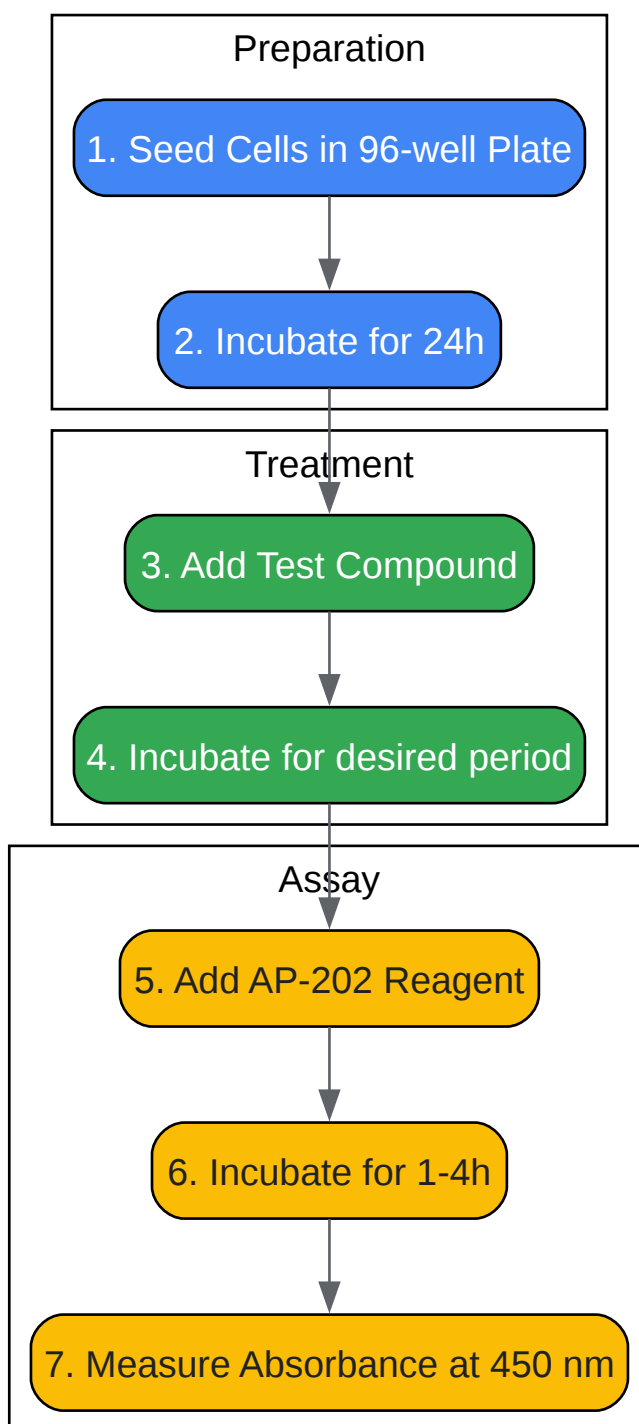 Preparation
1. Seed Cells in 96-well Plate
2. Incubate for 24h
Treatment
3. Add Test Compound
4. Incubate for desired period
Assay
5. Add AP-202 Reagent
6. Incubate for 1-4h
7. Measure Absorbance at 450 nm